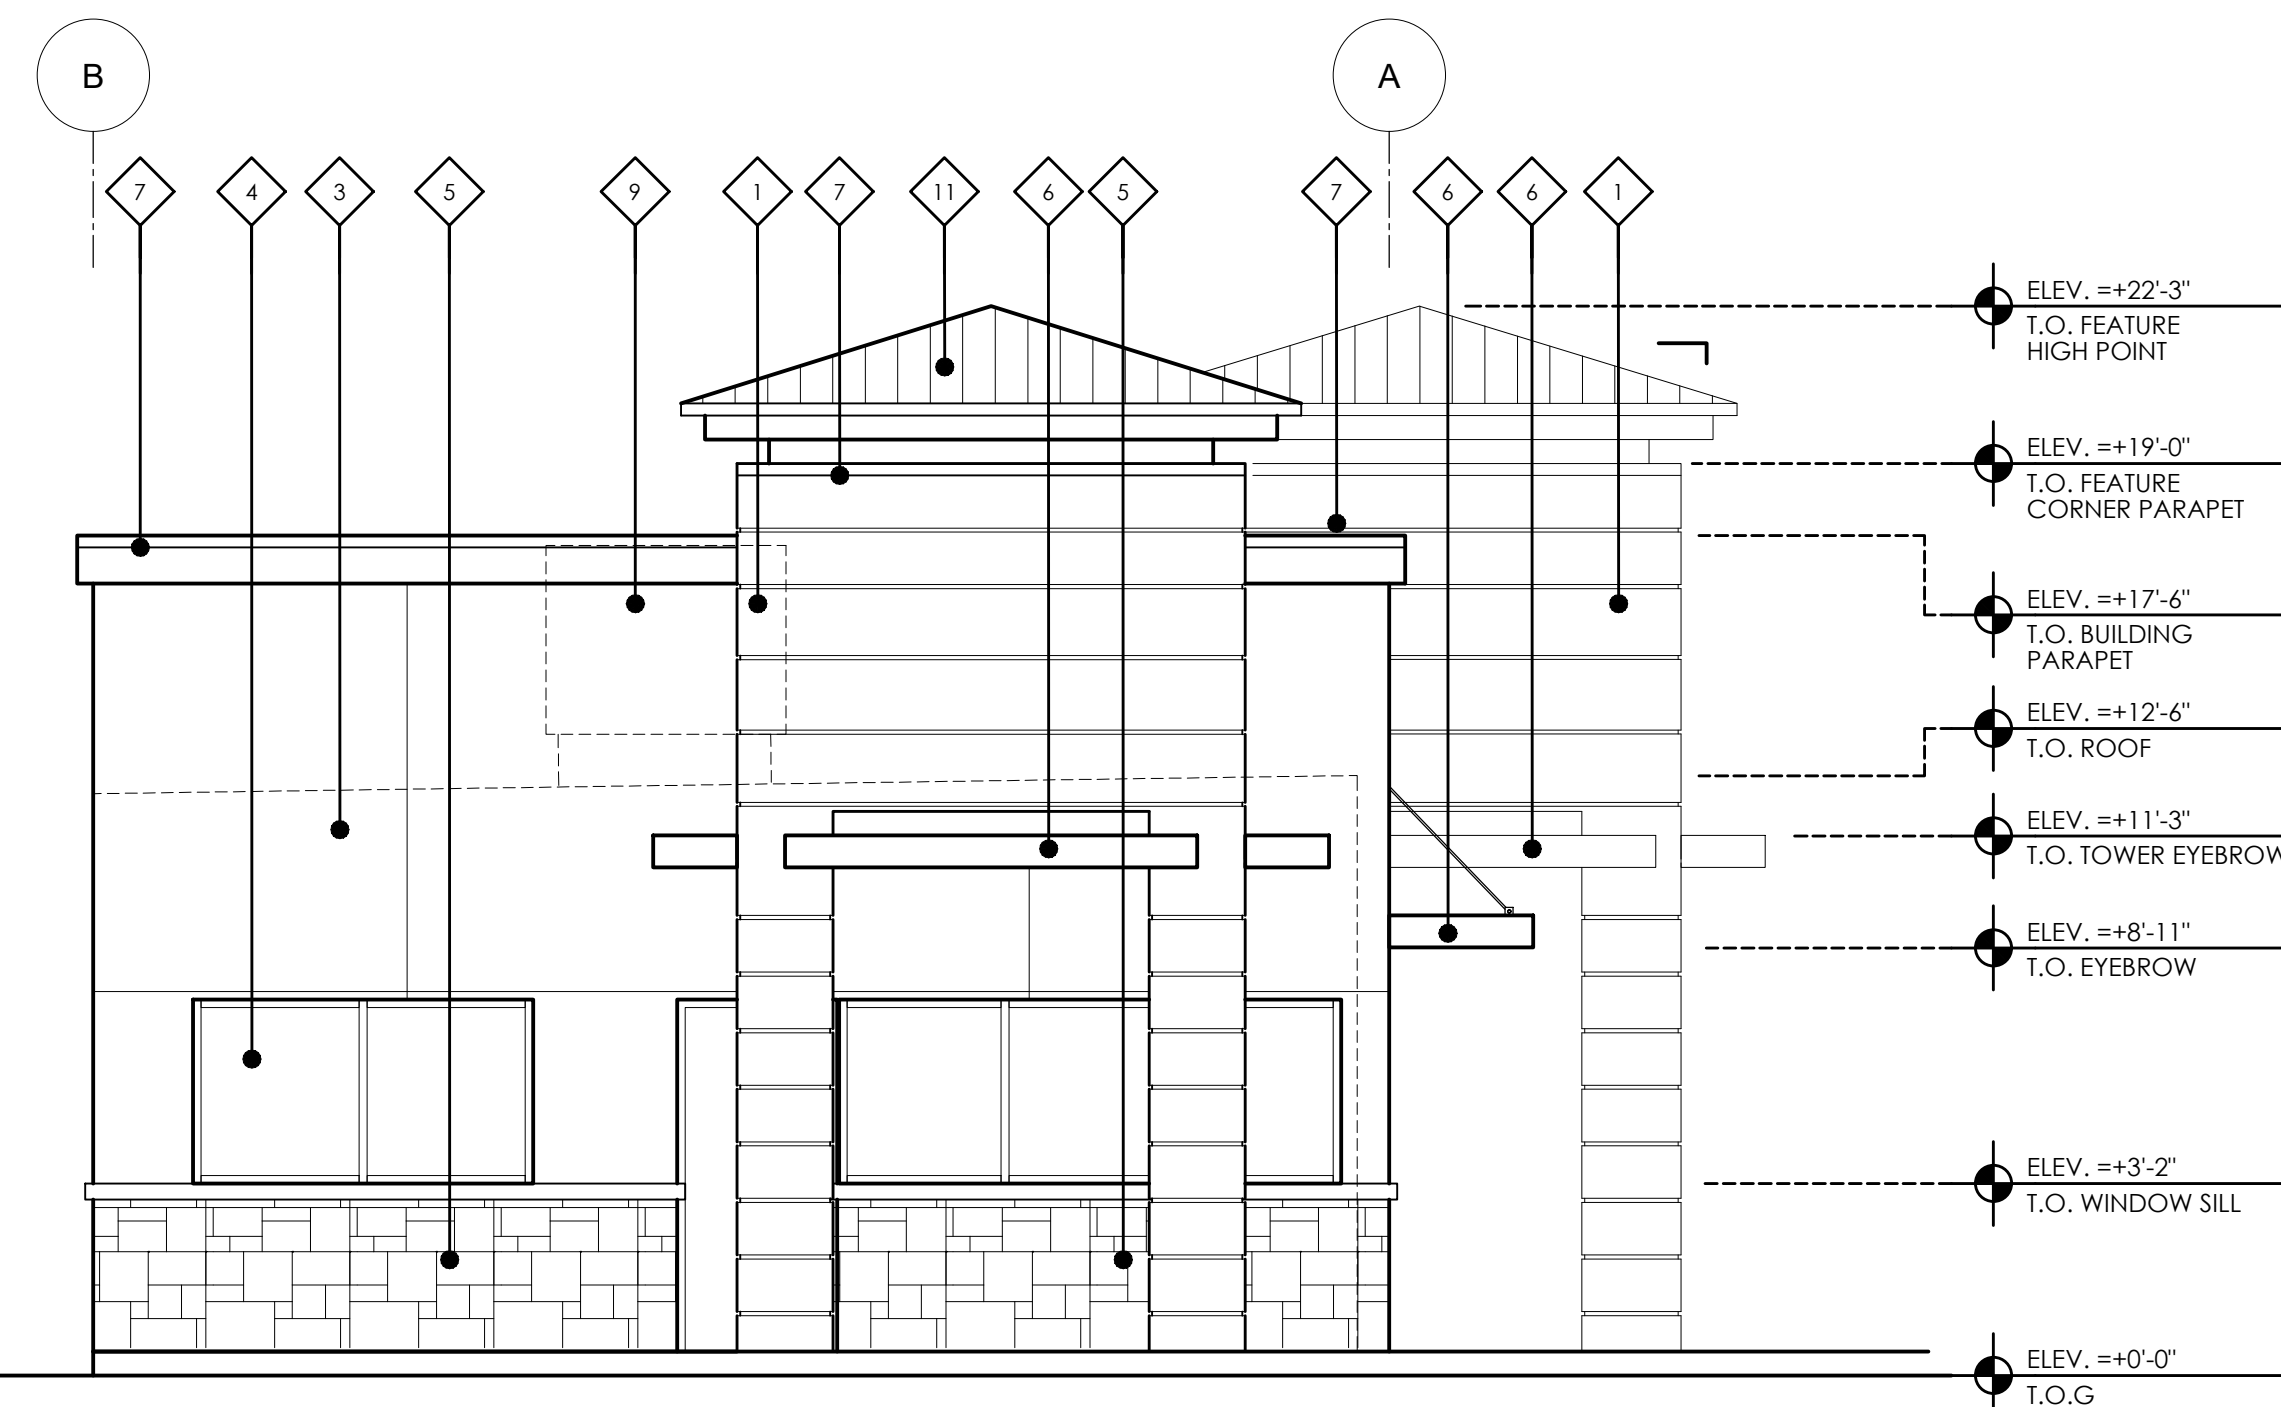 B
A
7
4
3
5
9
1
7
11
6
5
7
6
6
1
ELEV. =+22'-3"
T.O. FEATURE
HIGH POINT
ELEV. =+19'-0"
T.O. FEATURE
CORNER PARAPET
ELEV. =+17'-6"
T.O. BUILDING
PARAPET
ELEV. =+12'-6"
T.O. ROOF
ELEV. =+11'-3"
T.O. TOWER EYEBROW
ELEV. =+8'-11"
T.O. EYEBROW
ELEV. =+3'-2"
T.O. WINDOW SILL
ELEV. =+0'-0"
T.O.G